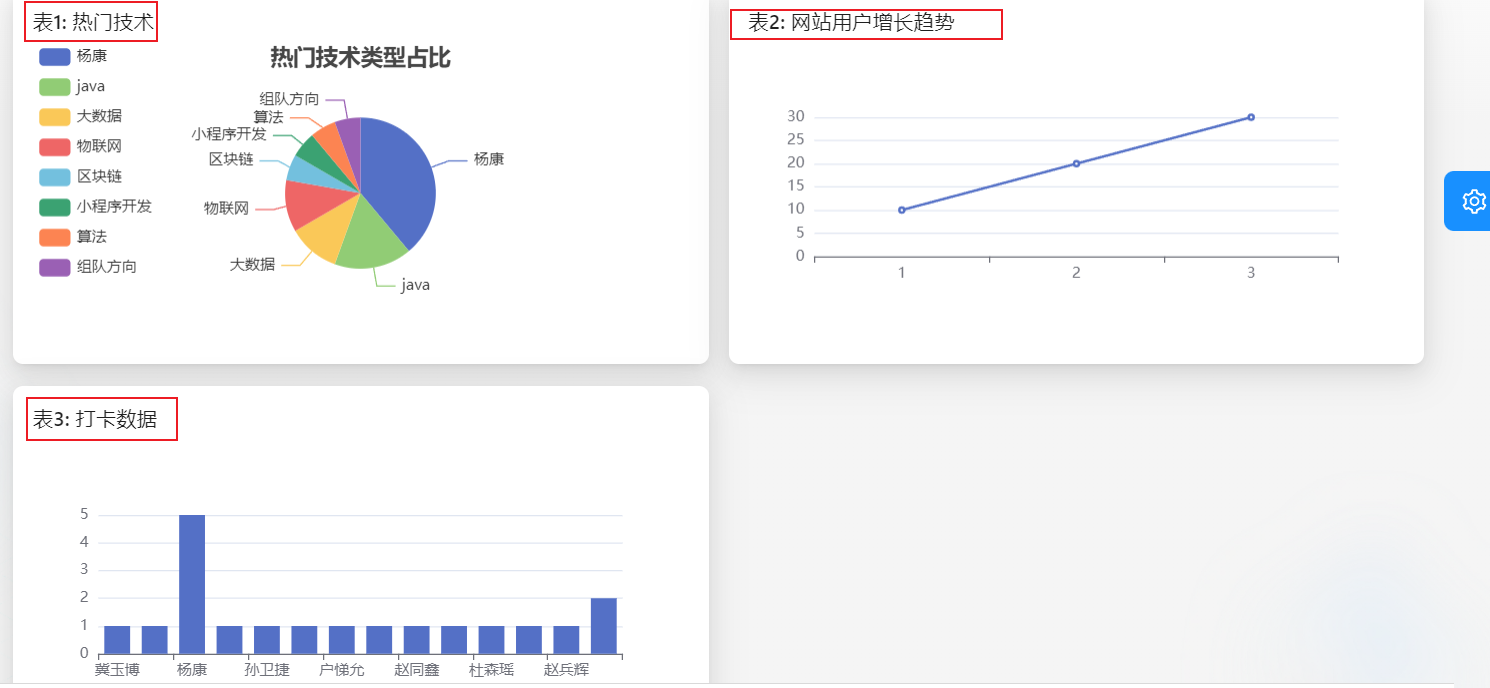 表1: 热门技术
热门技术类型占比
杨康
java
大数据
物联网
区块链
小程序开发
算法
组队方向
组队方向
算法
小程序开发
区块链
物联网
大数据
java
杨康
表2: 网站用户增长趋势
30
25
20
15
10
5
0
1 2 3
表3: 打卡数据
5
4
3
2
1
0
冀玉博 杨康 孙卫捷 户悌允 赵同鑫 杜森瑶 赵兵辉